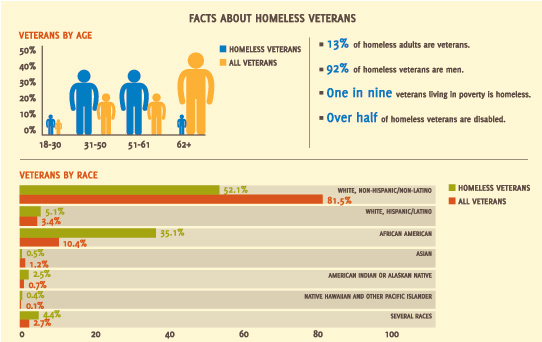 FACTS ABOUT HOMELESS VETERANS
VETERANS BY AGE
50%
40%
30%
20%
10%
0%
18-30
31-50
51-61
62+
HOMELESS VETERANS
ALL VETERANS
13% of homeless adults are veterans.
92% of homeless veterans are men.
One in nine veterans living in poverty is homeless.
Over half of homeless veterans are disabled.
VETERANS BY RACE
HOMELESS VETERANS
ALL VETERANS
52.1% WHITE, NON-HISPANIC/NON-LATINO
81.5%
5.1% WHITE, HISPANIC/LATINO
3.4%
35.1% AFRICAN AMERICAN
10.4%
0.5% ASIAN
1.2%
2.5% AMERICAN INDIAN OR ALASKAN NATIVE
0.7%
0.4% NATIVE HAWAIIAN AND OTHER PACIFIC ISLANDER
0.1%
4.4% SEVERAL RACES
2.7%
0 20 40 60 80 100